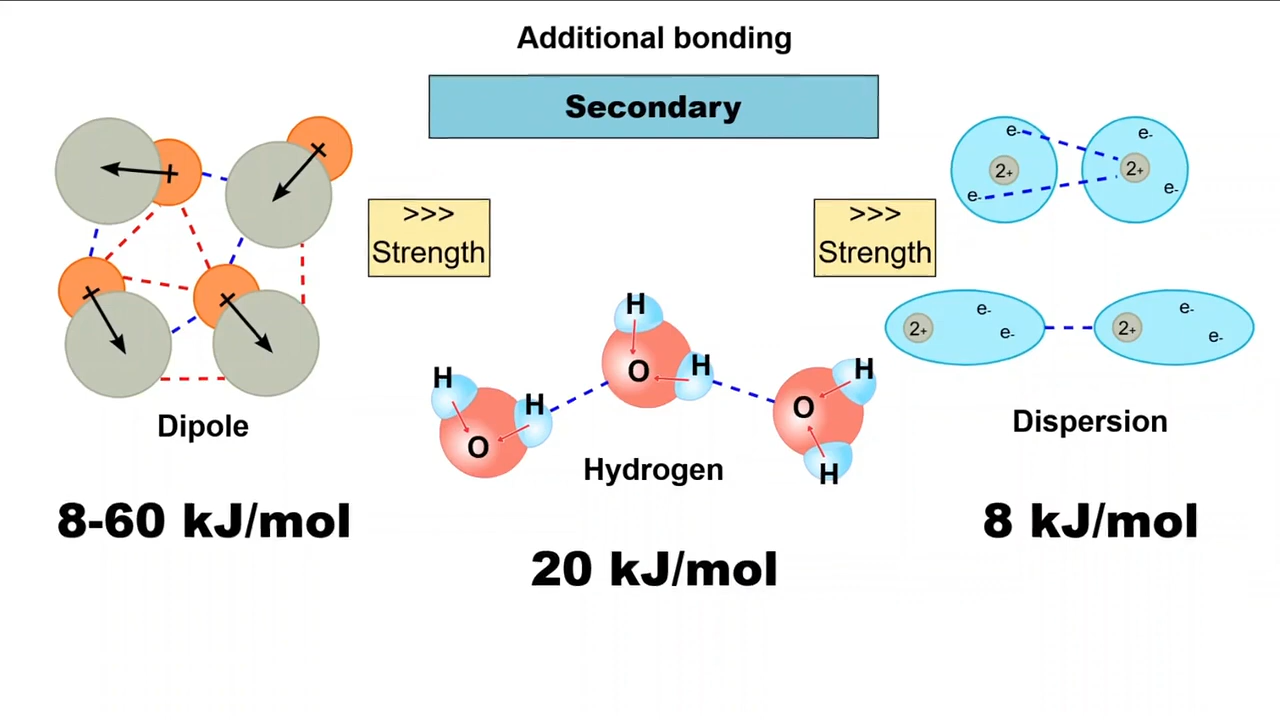 Additional bonding
Secondary
>>>
Strength
>>>
Strength
e-
e-
2+
e-
e-
2+
2+
e-
e-
2+
e-
e-
H
O
H
H
O
H
H
O
H
Dipole
Hydrogen
Dispersion
8-60 kJ/mol
20 kJ/mol
8 kJ/mol